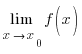 lim f(x)
x → x₀